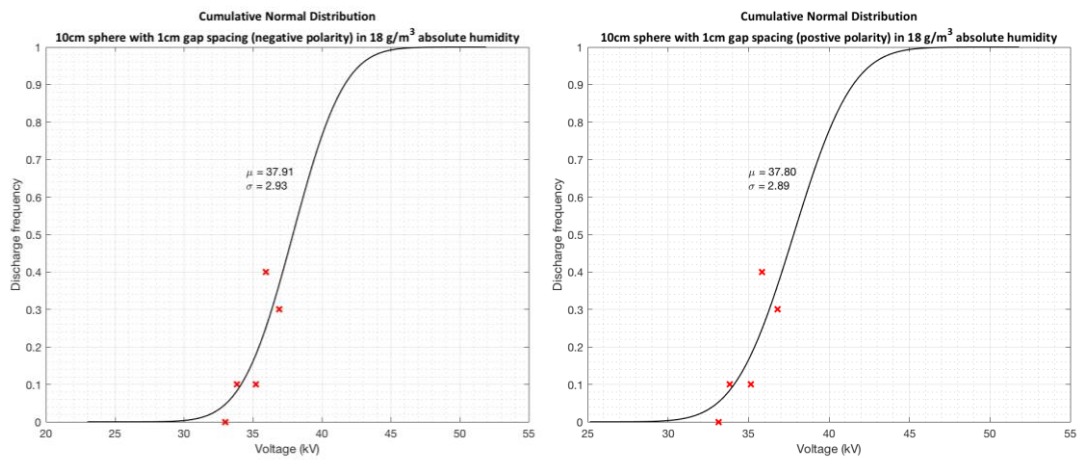 Cumulative Normal Distribution
10cm sphere with 1cm gap spacing (negative polarity) in 18 g/m³ absolute humidity
1
0.9
0.8
0.7
0.6
0.5
0.4
0.3
0.2
0.1
0
Discharge frequency
μ = 37.91
σ = 2.93
20 25 30 35 40 45 50 55
Voltage (kV)
Cumulative Normal Distribution
10cm sphere with 1cm gap spacing (postive polarity) in 18 g/m³ absolute humidity
1
0.9
0.8
0.7
0.6
0.5
0.4
0.3
0.2
0.1
0
Discharge frequency
μ = 37.80
σ = 2.89
25 30 35 40 45 50 55
Voltage (kV)